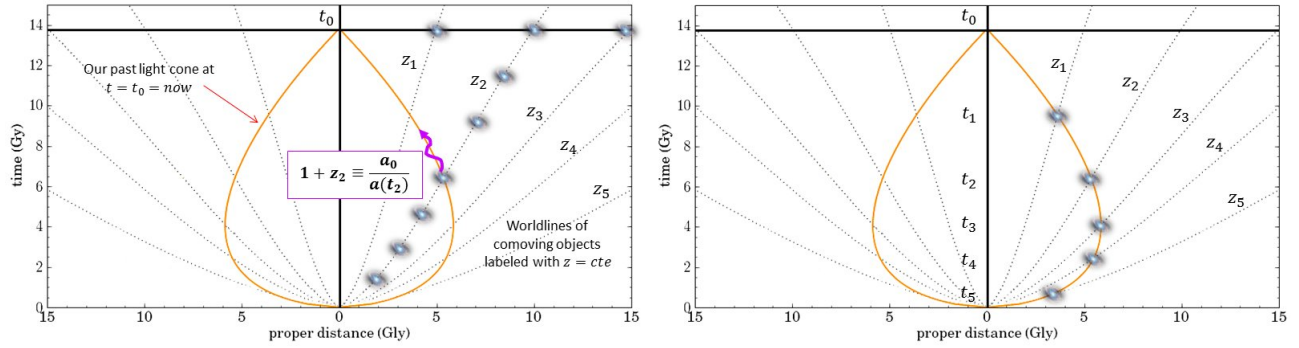 t₀
14
12
10
8
6
4
2
0
time (Gy)
Our past light cone at
t = t₀ = now
z₁
z₂
z₃
z₄
z₅
1 + z₂ ≡ a₀ / a(t₂)
Worldlines of
comoving objects
labeled with z = cte
15 10 5 0 5 10 15
proper distance (Gly)
t₀
14
12
10
8
6
4
2
0
time (Gy)
z₁
z₂
z₃
z₄
z₅
t₁
t₂
t₃
t₄
t₅
15 10 5 0 5 10 15
proper distance (Gly)